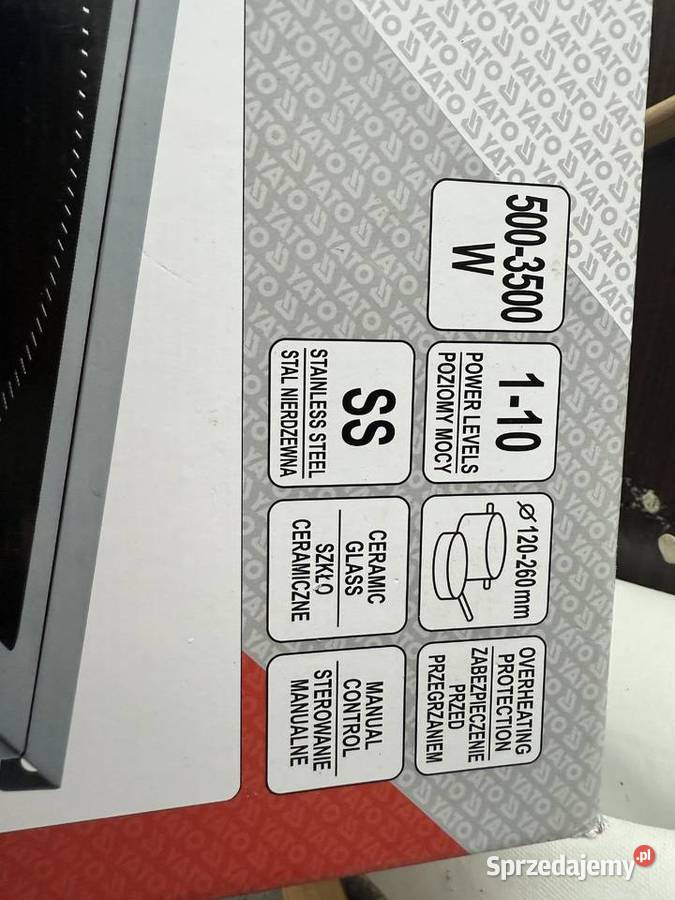 YATO
500-3500
W
1-10
POWER LEVELS
POZIOMY MOCY
ø 120-260 mm
OVERHEATING
PROTECTION
ZABEZPIECZENIE
PRZED
PRZEGRZANIEM
SS
STAINLESS STEEL
STAL NIERDZEWNA
CERAMIC
GLASS
SZKŁO
CERAMICZNE
MANUAL
CONTROL
STEROWANIE
MANUALNE
Sprzedajemy.pl